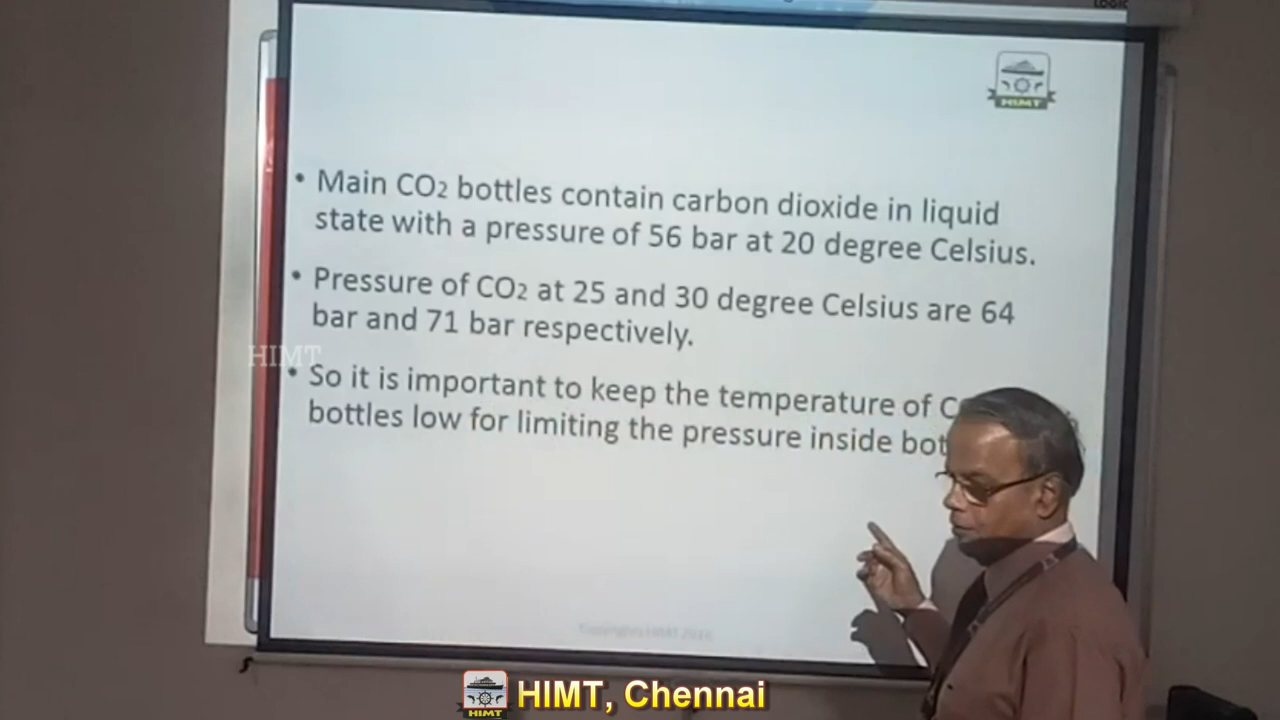 HIMT
• Main CO2 bottles contain carbon dioxide in liquid
state with a pressure of 56 bar at 20 degree Celsius.
• Pressure of CO2 at 25 and 30 degree Celsius are 64
bar and 71 bar respectively.
HIMT
• So it is important to keep the temperature of
bottles low for limiting the pressure inside
HIMT
HIMT, Chennai